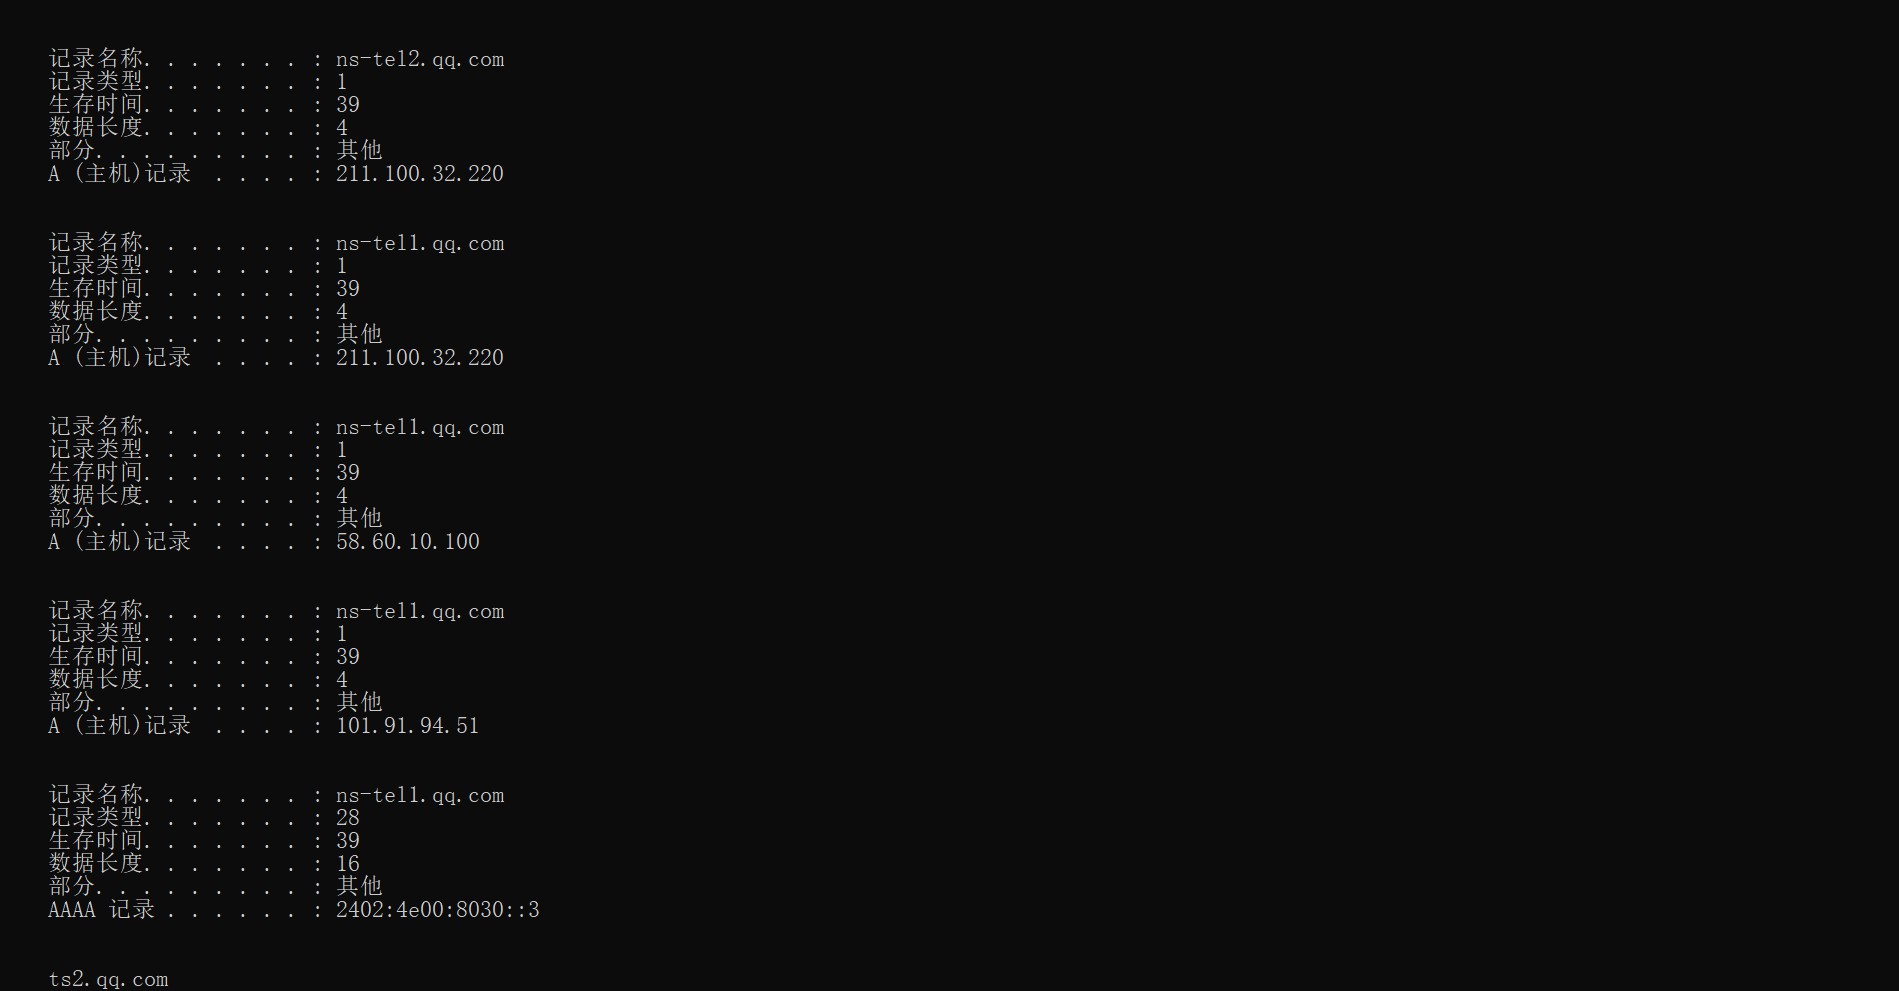 记录名称. . . . . . . : ns-tel2.qq.com
记录类型. . . . . . . : 1
生存时间. . . . . . . : 39
数据长度. . . . . . . : 4
部分. . . . . . . . . : 其他
A (主机)记录  . . . . : 211.100.32.220
记录名称. . . . . . . : ns-tel1.qq.com
记录类型. . . . . . . : 1
生存时间. . . . . . . : 39
数据长度. . . . . . . : 4
部分. . . . . . . . . : 其他
A (主机)记录  . . . . : 211.100.32.220
记录名称. . . . . . . : ns-tel1.qq.com
记录类型. . . . . . . : 1
生存时间. . . . . . . : 39
数据长度. . . . . . . : 4
部分. . . . . . . . . : 其他
A (主机)记录  . . . . : 58.60.10.100
记录名称. . . . . . . : ns-tel1.qq.com
记录类型. . . . . . . : 1
生存时间. . . . . . . : 39
数据长度. . . . . . . : 4
部分. . . . . . . . . : 其他
A (主机)记录  . . . . : 101.91.94.51
记录名称. . . . . . . : ns-tel1.qq.com
记录类型. . . . . . . : 28
生存时间. . . . . . . : 39
数据长度. . . . . . . : 16
部分. . . . . . . . . : 其他
AAAA 记录 . . . . . . : 2402:4e00:8030::3
ts2.qq.com